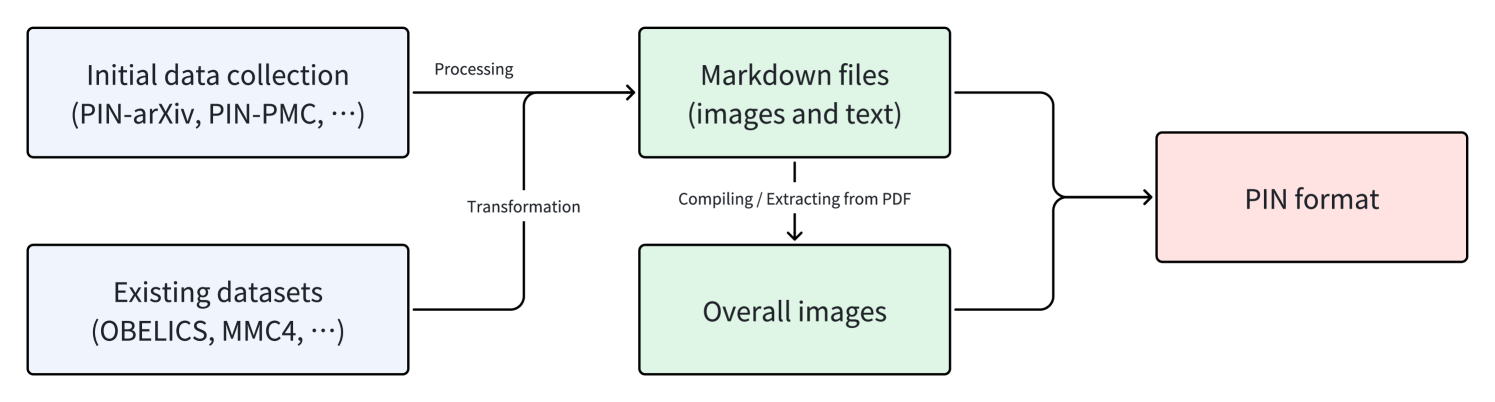 Initial data collection
(PIN-arXiv, PIN-PMC, ⋯)
Processing
Markdown files
(images and text)
Transformation
Compiling / Extracting from PDF
PIN format
Existing datasets
(OBELICS, MMC4, ⋯)
Overall images